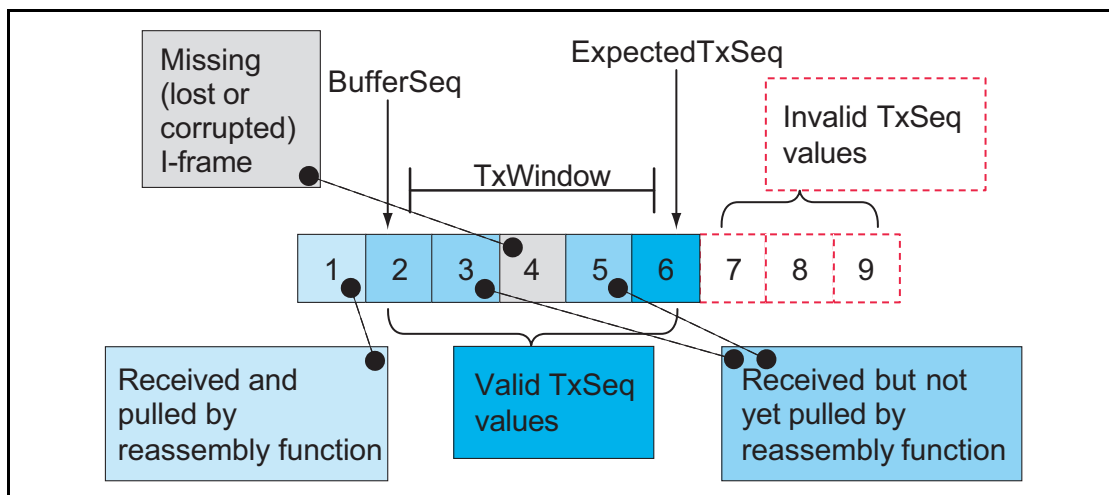 Missing
(lost or
corrupted)
I-frame
BufferSeq
ExpectedTxSeq
TxWindow
Invalid TxSeq
values
1 2 3 4 5 6 7 8 9
Received and
pulled by
reassembly function
Valid TxSeq
values
Received but not
yet pulled by
reassembly function